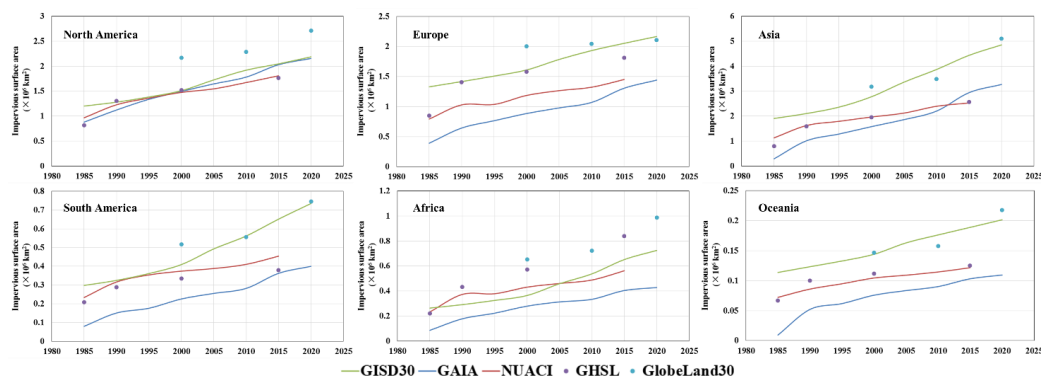 North America
Impervious surface area
(×10⁵ km²)
3
2.5
2
1.5
1
0.5
0
1980 1985 1990 1995 2000 2005 2010 2015 2020 2025
Europe
Impervious surface area
(×10⁵ km²)
2.5
2
1.5
1
0.5
0
1980 1985 1990 1995 2000 2005 2010 2015 2020 2025
Asia
Impervious surface area
(×10⁵ km²)
6
5
4
3
2
1
0
1980 1985 1990 1995 2000 2005 2010 2015 2020 2025
South America
Impervious surface area
(×10⁵ km²)
0.8
0.7
0.6
0.5
0.4
0.3
0.2
0.1
0
1980 1985 1990 1995 2000 2005 2010 2015 2020 2025
Africa
Impervious surface area
(×10⁵ km²)
1.2
1
0.8
0.6
0.4
0.2
0
1980 1985 1990 1995 2000 2005 2010 2015 2020 2025
Oceania
Impervious surface area
(×10⁵ km²)
0.25
0.2
0.15
0.1
0.05
0
1980 1985 1990 1995 2000 2005 2010 2015 2020 2025
GISD30 GAIA NUACI GHSL GlobeLand30